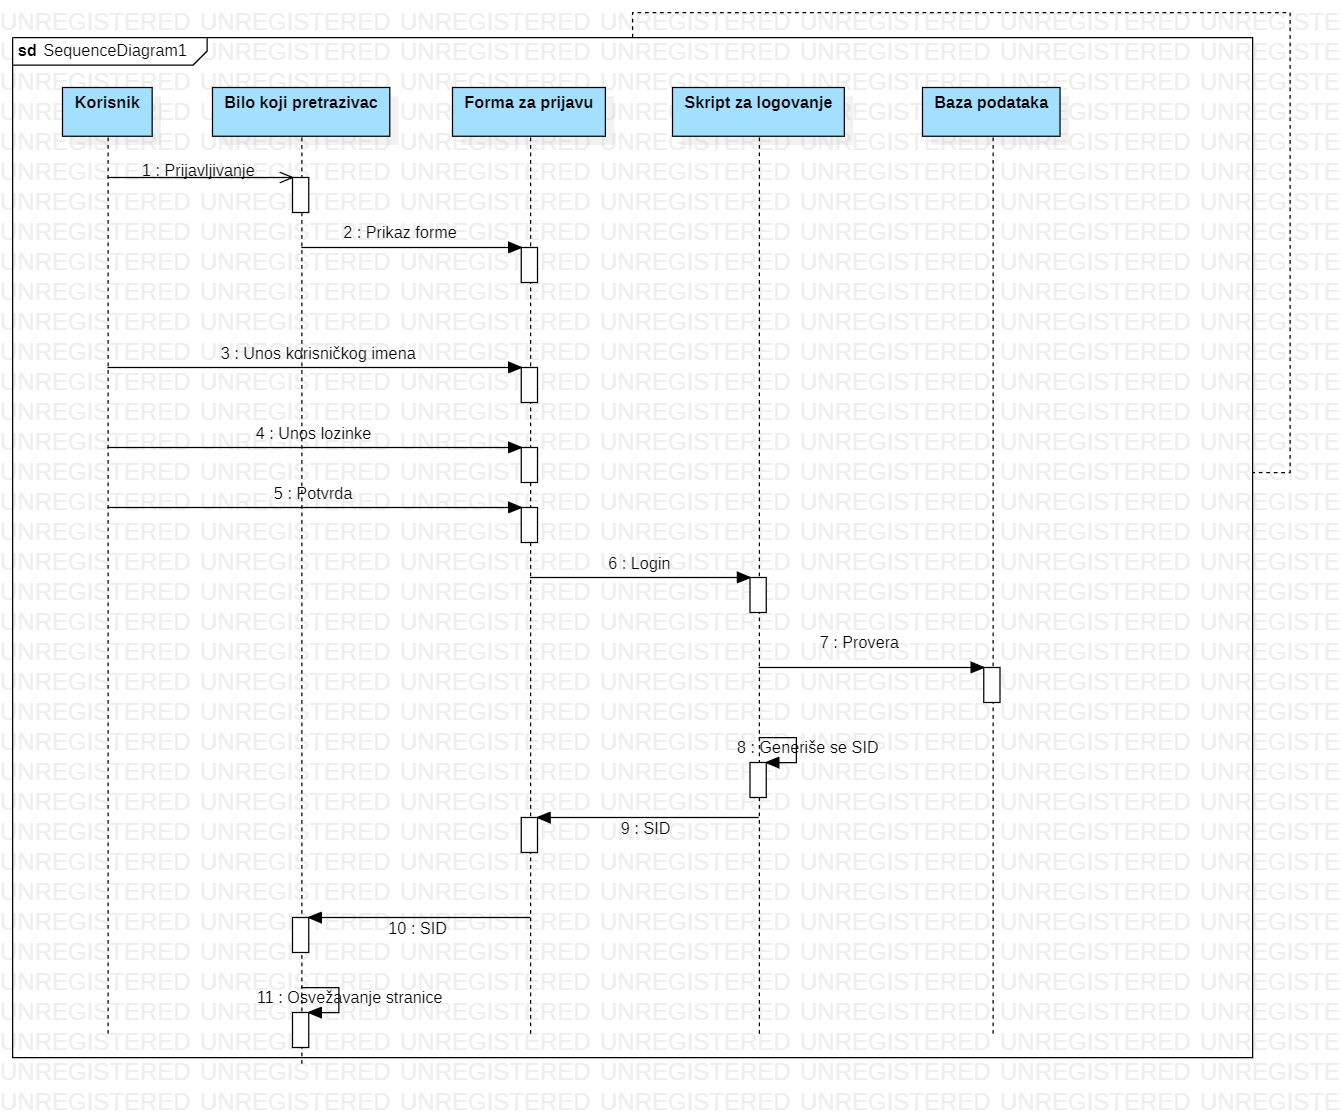 sd SequenceDiagram1
Korisnik
Bilo koji pretrazivac
Forma za prijavu
Skript za logovanje
Baza podataka
1 : Prijavljivanje
2 : Prikaz forme
3 : Unos korisničkog imena
4 : Unos lozinke
5 : Potvrda
6 : Login
7 : Provera
8 : Generiše se SID
9 : SID
10 : SID
11 : Osvežavanje stranice
UNREGISTERED